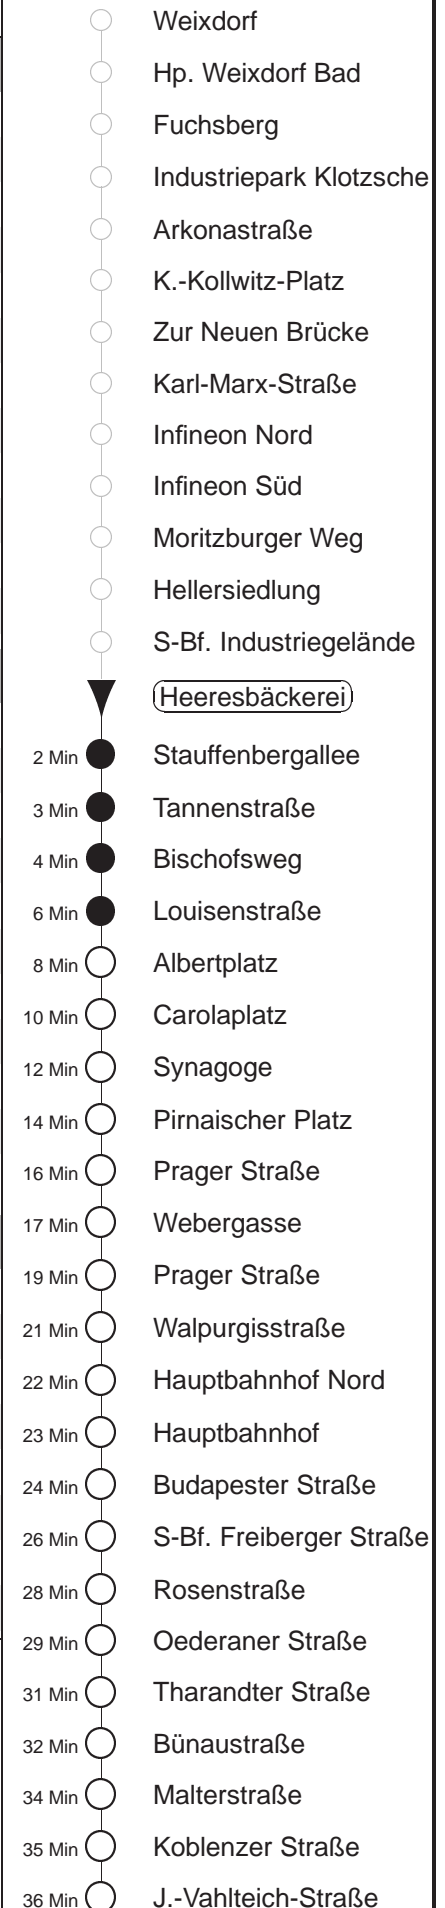 Weixdorf
Hp. Weixdorf Bad
Fuchsberg
Industriepark Klotzsche
Arkonastraße
K.-Kollwitz-Platz
Zur Neuen Brücke
Karl-Marx-Straße
Infineon Nord
Infineon Süd
Moritzburger Weg
Hellersiedlung
S-Bf. Industriegelände
Heeresbäckerei
2 Min Stauffenbergallee
3 Min Tannenstraße
4 Min Bischofsweg
6 Min Louisenstraße
8 Min Albertplatz
10 Min Carolaplatz
12 Min Synagoge
14 Min Pirnaischer Platz
16 Min Prager Straße
17 Min Webergasse
19 Min Prager Straße
21 Min Walpurgisstraße
22 Min Hauptbahnhof Nord
23 Min Hauptbahnhof
24 Min Budapester Straße
26 Min S-Bf. Freiberger Straße
28 Min Rosenstraße
29 Min Oederaner Straße
31 Min Tharandter Straße
32 Min Bünaustraße
34 Min Malterstraße
35 Min Koblenzer Straße
36 Min J.-Vahlteich-Straße